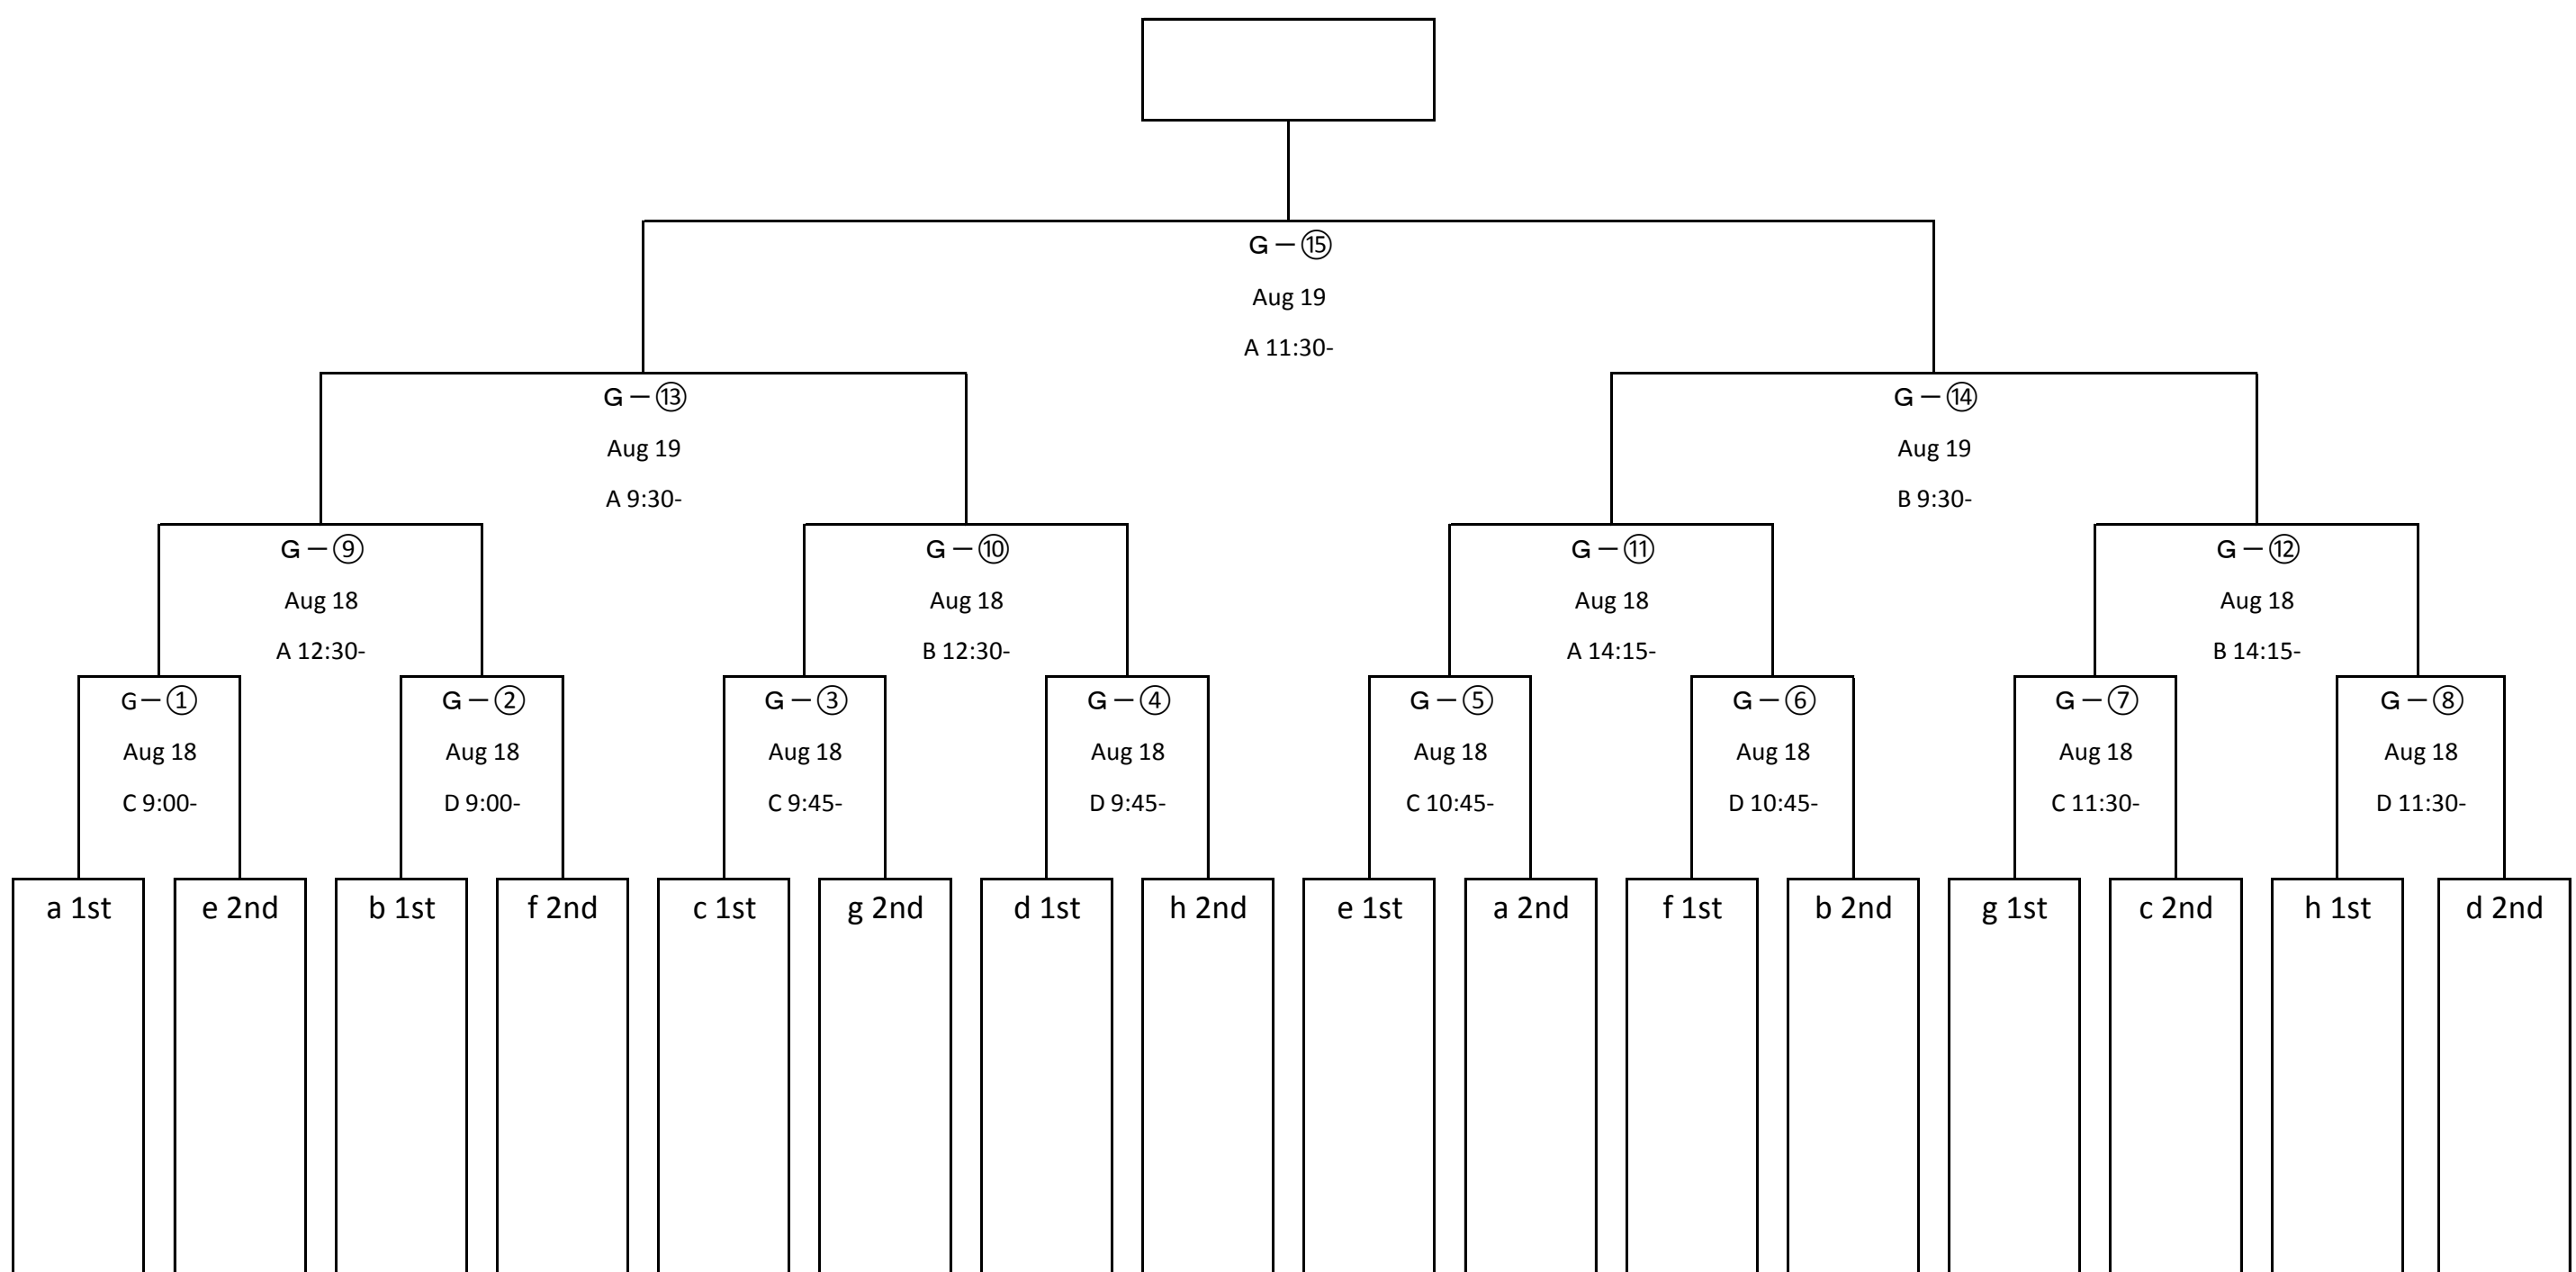 G－⑮
Aug 19
A 11:30-
G－⑬
Aug 19
A 9:30-
G－⑭
Aug 19
B 9:30-
G－⑨
Aug 18
A 12:30-
G－⑩
Aug 18
B 12:30-
G－⑪
Aug 18
A 14:15-
G－⑫
Aug 18
B 14:15-
G－①
Aug 18
C 9:00-
G－②
Aug 18
D 9:00-
G－③
Aug 18
C 9:45-
G－④
Aug 18
D 9:45-
G－⑤
Aug 18
C 10:45-
G－⑥
Aug 18
D 10:45-
G－⑦
Aug 18
C 11:30-
G－⑧
Aug 18
D 11:30-
a 1st
e 2nd
b 1st
f 2nd
c 1st
g 2nd
d 1st
h 2nd
e 1st
a 2nd
f 1st
b 2nd
g 1st
c 2nd
h 1st
d 2nd